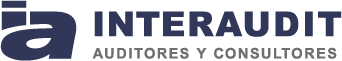 ia INTERAUDIT
AUDITORES Y CONSULTORES